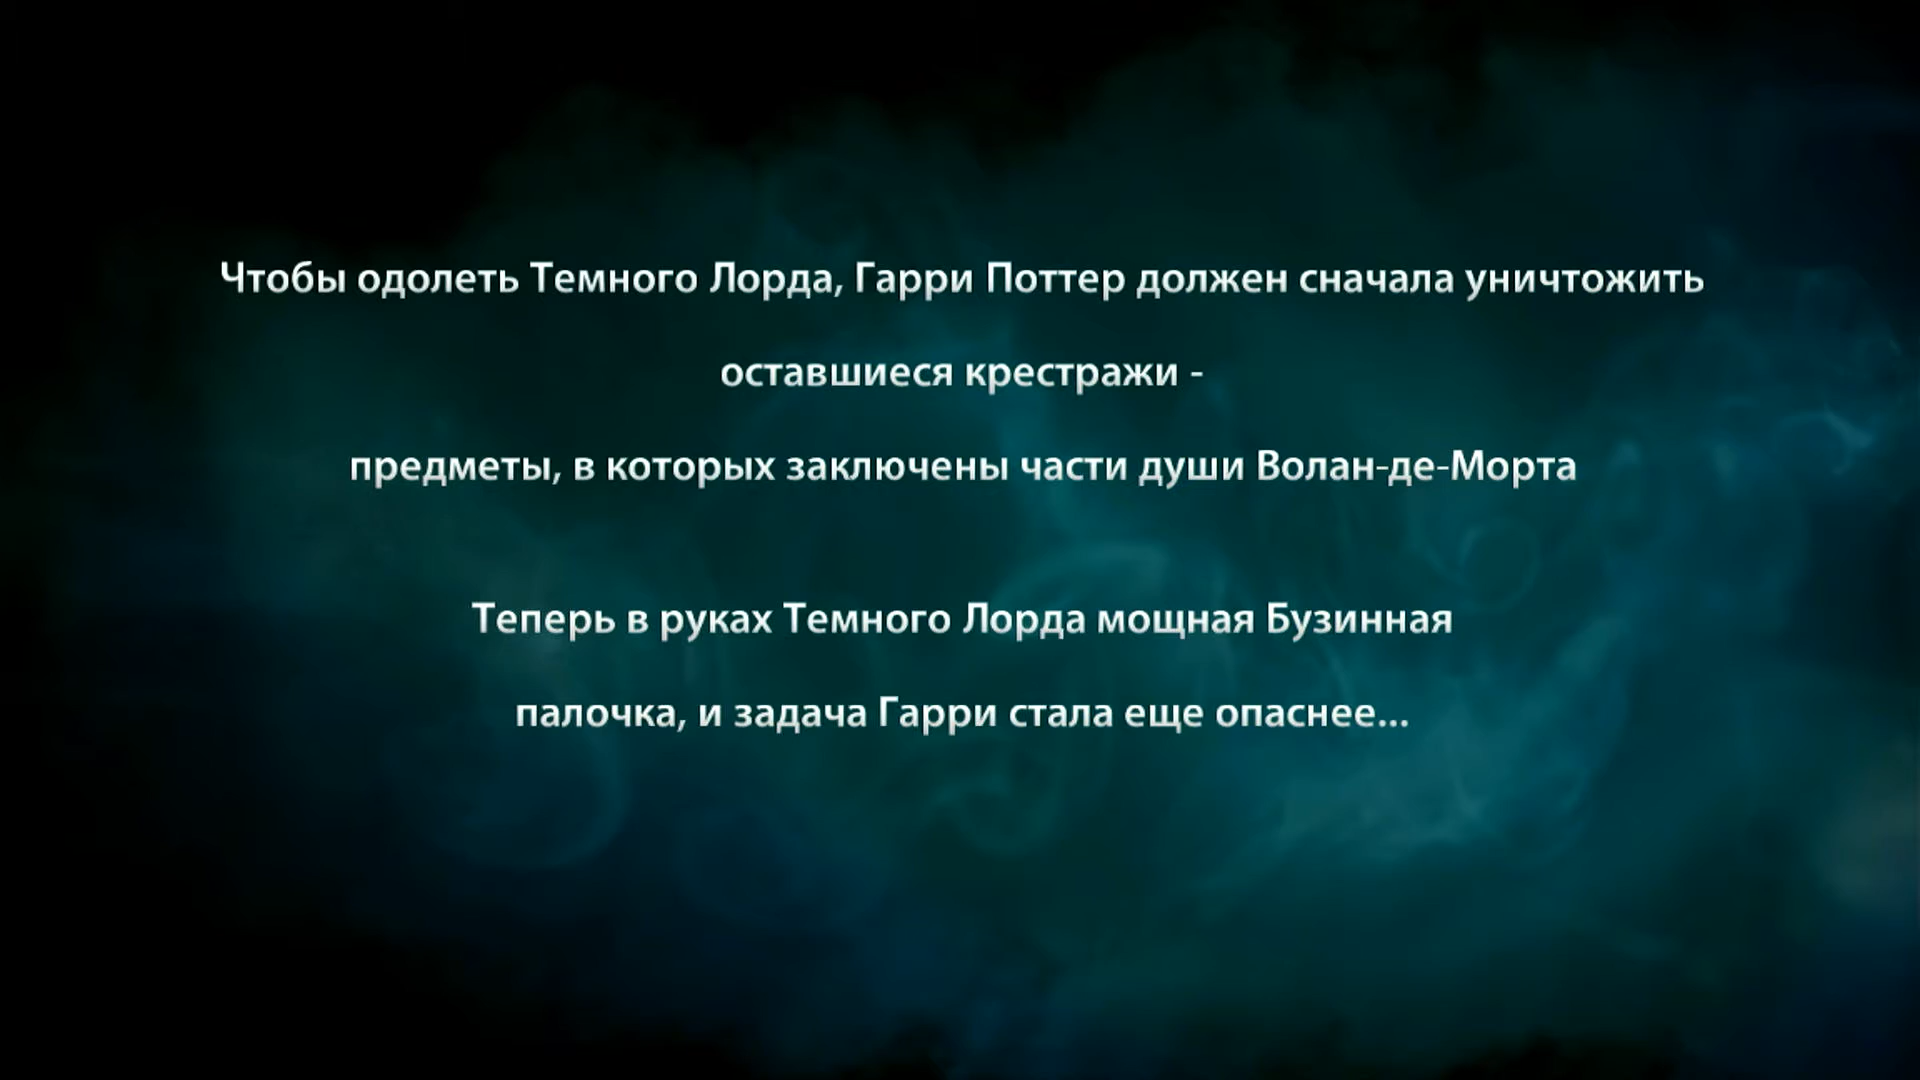 Чтобы одолеть Темного Лорда, Гарри Поттер должен сначала уничтожить
оставшиеся крестражи -
предметы, в которых заключены части души Волан-де-Морта
Теперь в руках Темного Лорда мощная Бузинная
палочка, и задача Гарри стала еще опаснее...